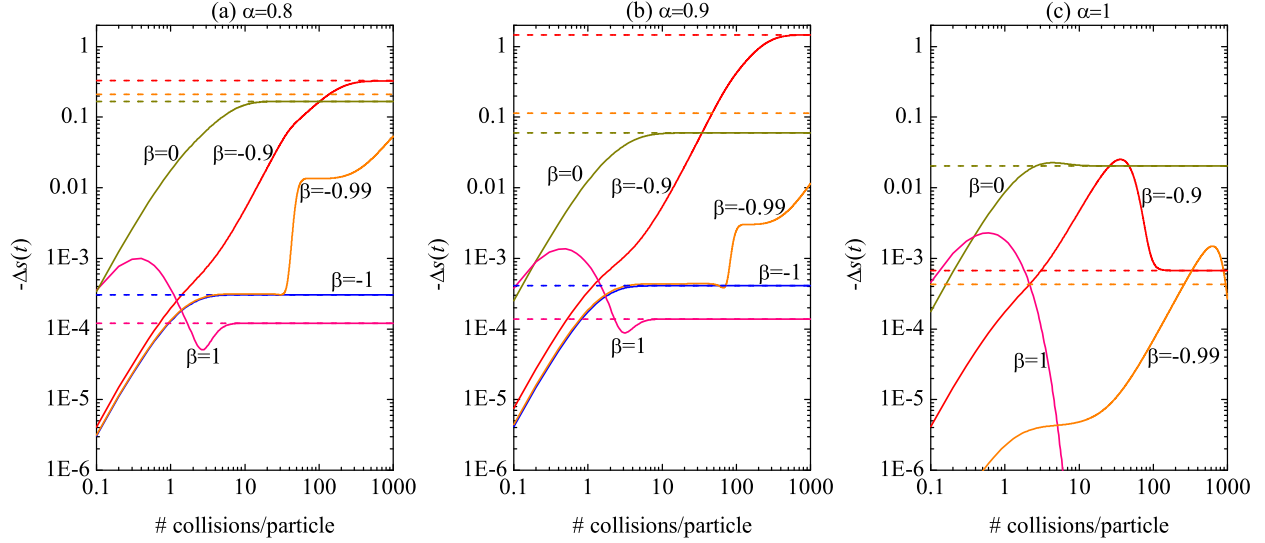 (a) α=0.8
(b) β=0.9
(c) α=1
-Δs(t)
1
0.1
0.01
1E-3
1E-4
1E-5
1E-6
β=0
β=-0.9
β=-0.99
β=-1
β=1
0.1
1
10
100
1000
# collisions/particle
-Δs(t)
1
0.1
0.01
1E-3
1E-4
1E-5
1E-6
β=0
β=-0.9
β=-0.99
β=-1
β=1
0.1
1
10
100
1000
# collisions/particle
-Δs(t)
1
0.1
0.01
1E-3
1E-4
1E-5
1E-6
β=0
β=-0.9
β=1
β=-0.99
0.1
1
10
100
1000
# collisions/particle